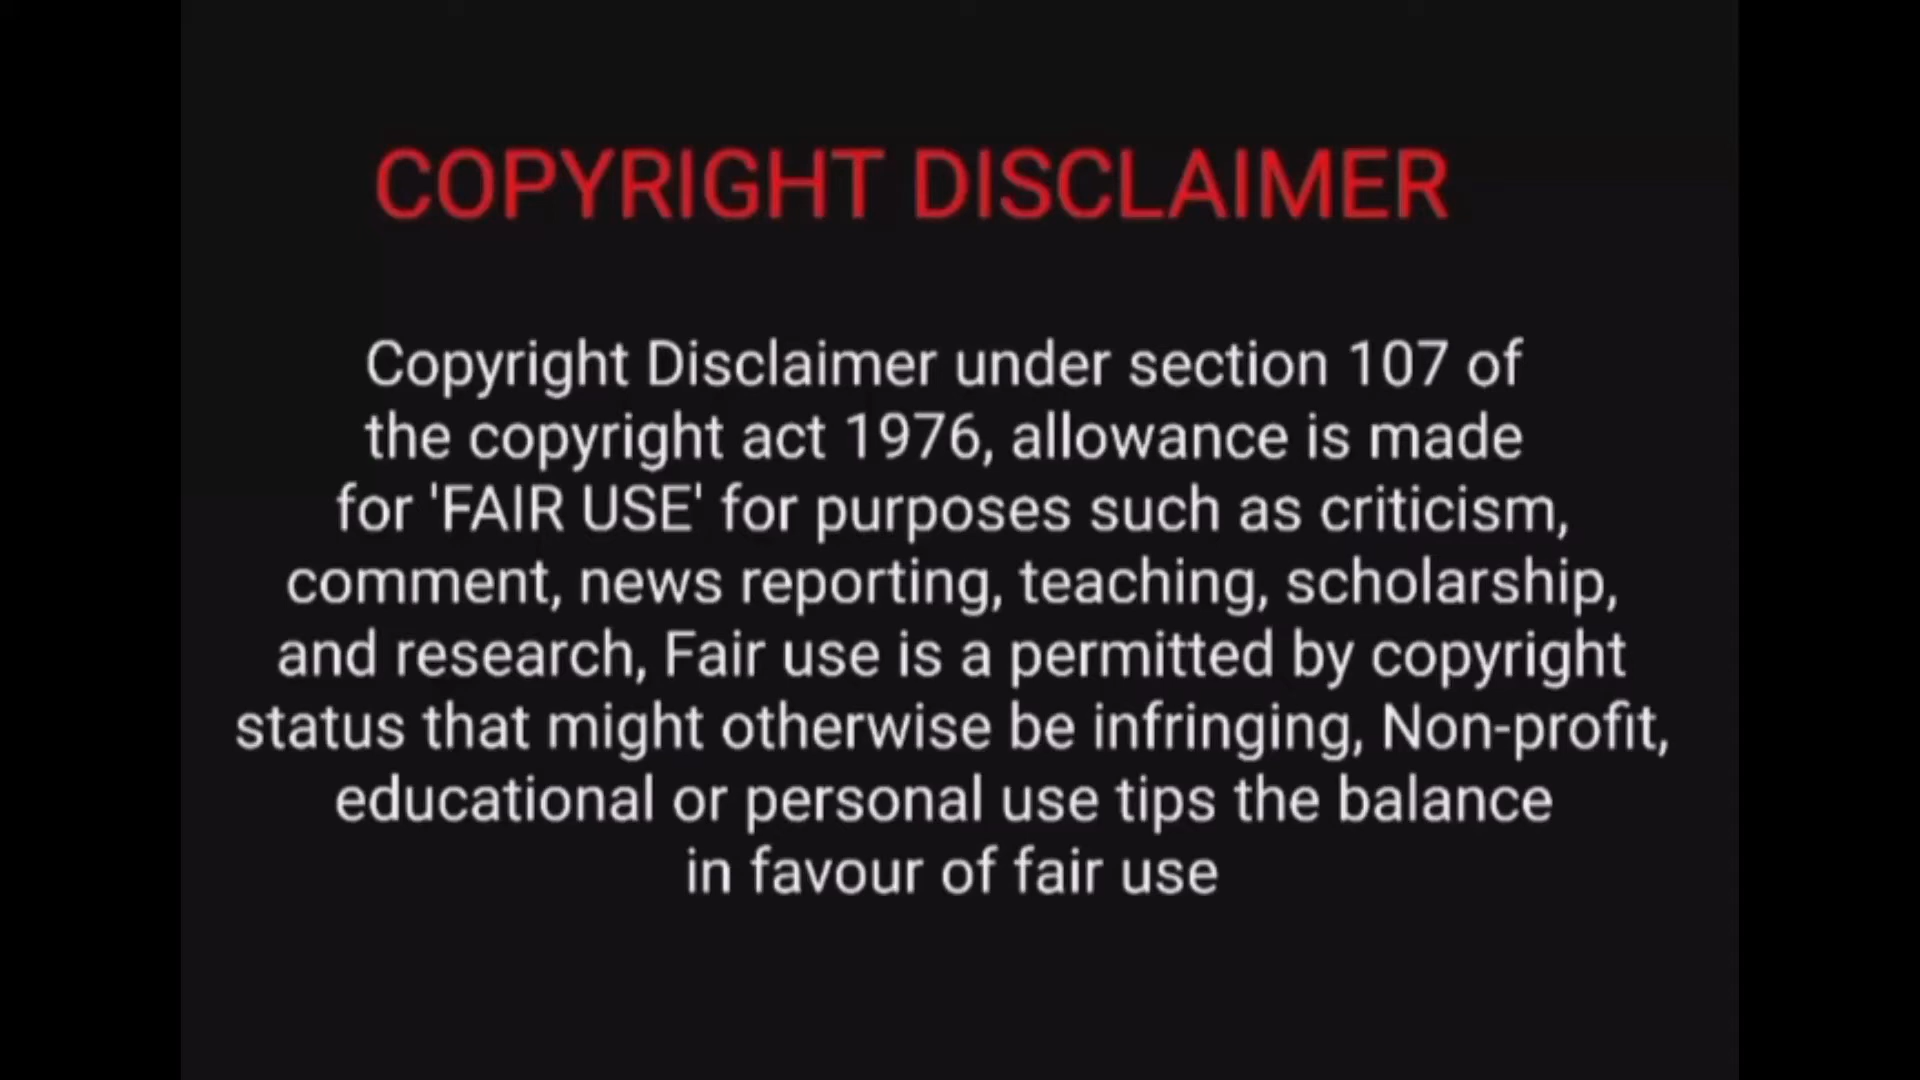 COPYRIGHT DISCLAIMER
Copyright Disclaimer under section 107 of
the copyright act 1976, allowance is made
for 'FAIR USE' for purposes such as criticism,
comment, news reporting, teaching, scholarship,
and research, Fair use is a permitted by copyright
status that might otherwise be infringing, Non-profit,
educational or personal use tips the balance
in favour of fair use